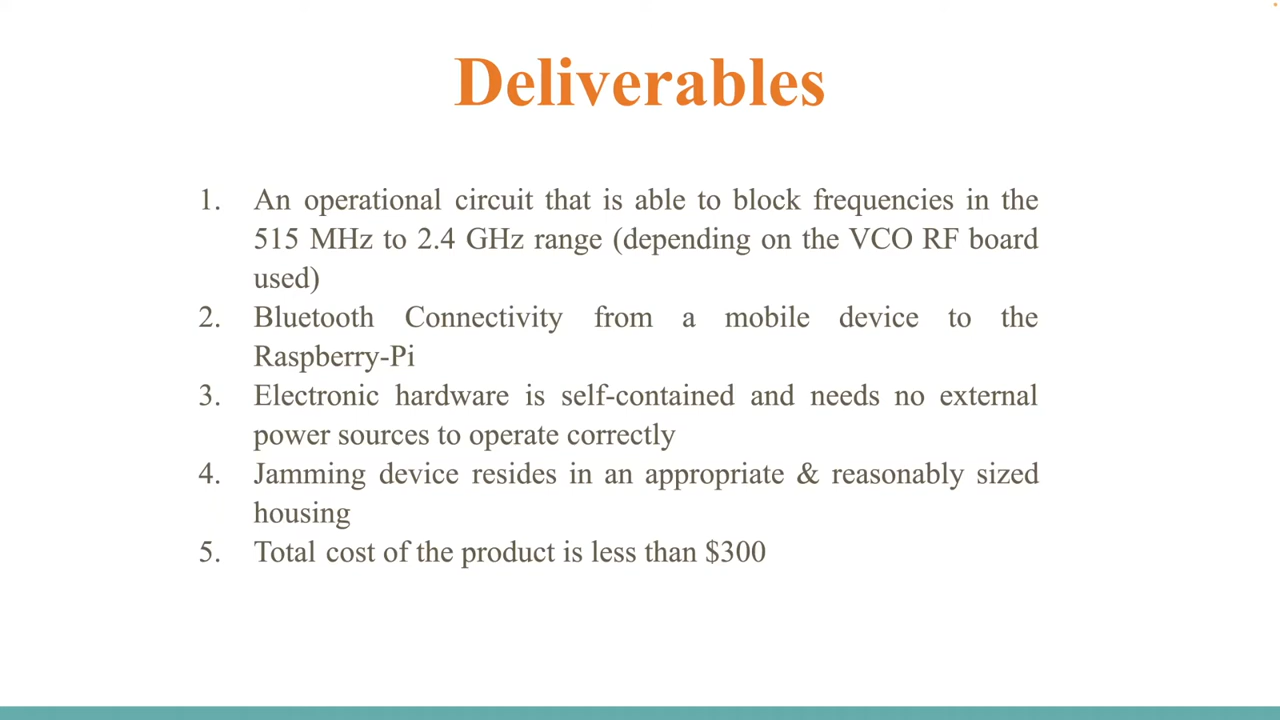 Deliverables
1. An operational circuit that is able to block frequencies in the
515 MHz to 2.4 GHz range (depending on the VCO RF board
used)
2. Bluetooth Connectivity from a mobile device to the
Raspberry-Pi
3. Electronic hardware is self-contained and needs no external
power sources to operate correctly
4. Jamming device resides in an appropriate & reasonably sized
housing
5. Total cost of the product is less than $300